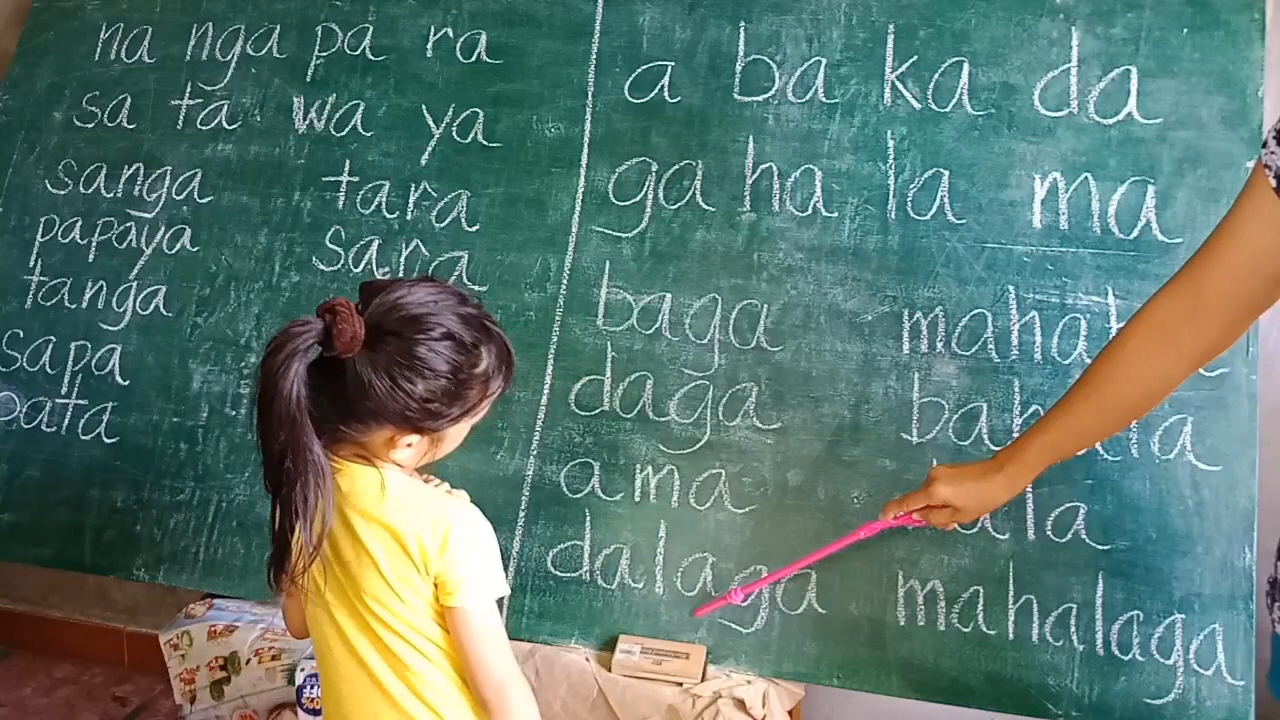 na nga pa ra
sa ta wa ya
sanga tara
papaya sara
tanga
sapa
pata
a ba ka da
ga ha la ma
baga
daga
ama
dalaga mahalaga